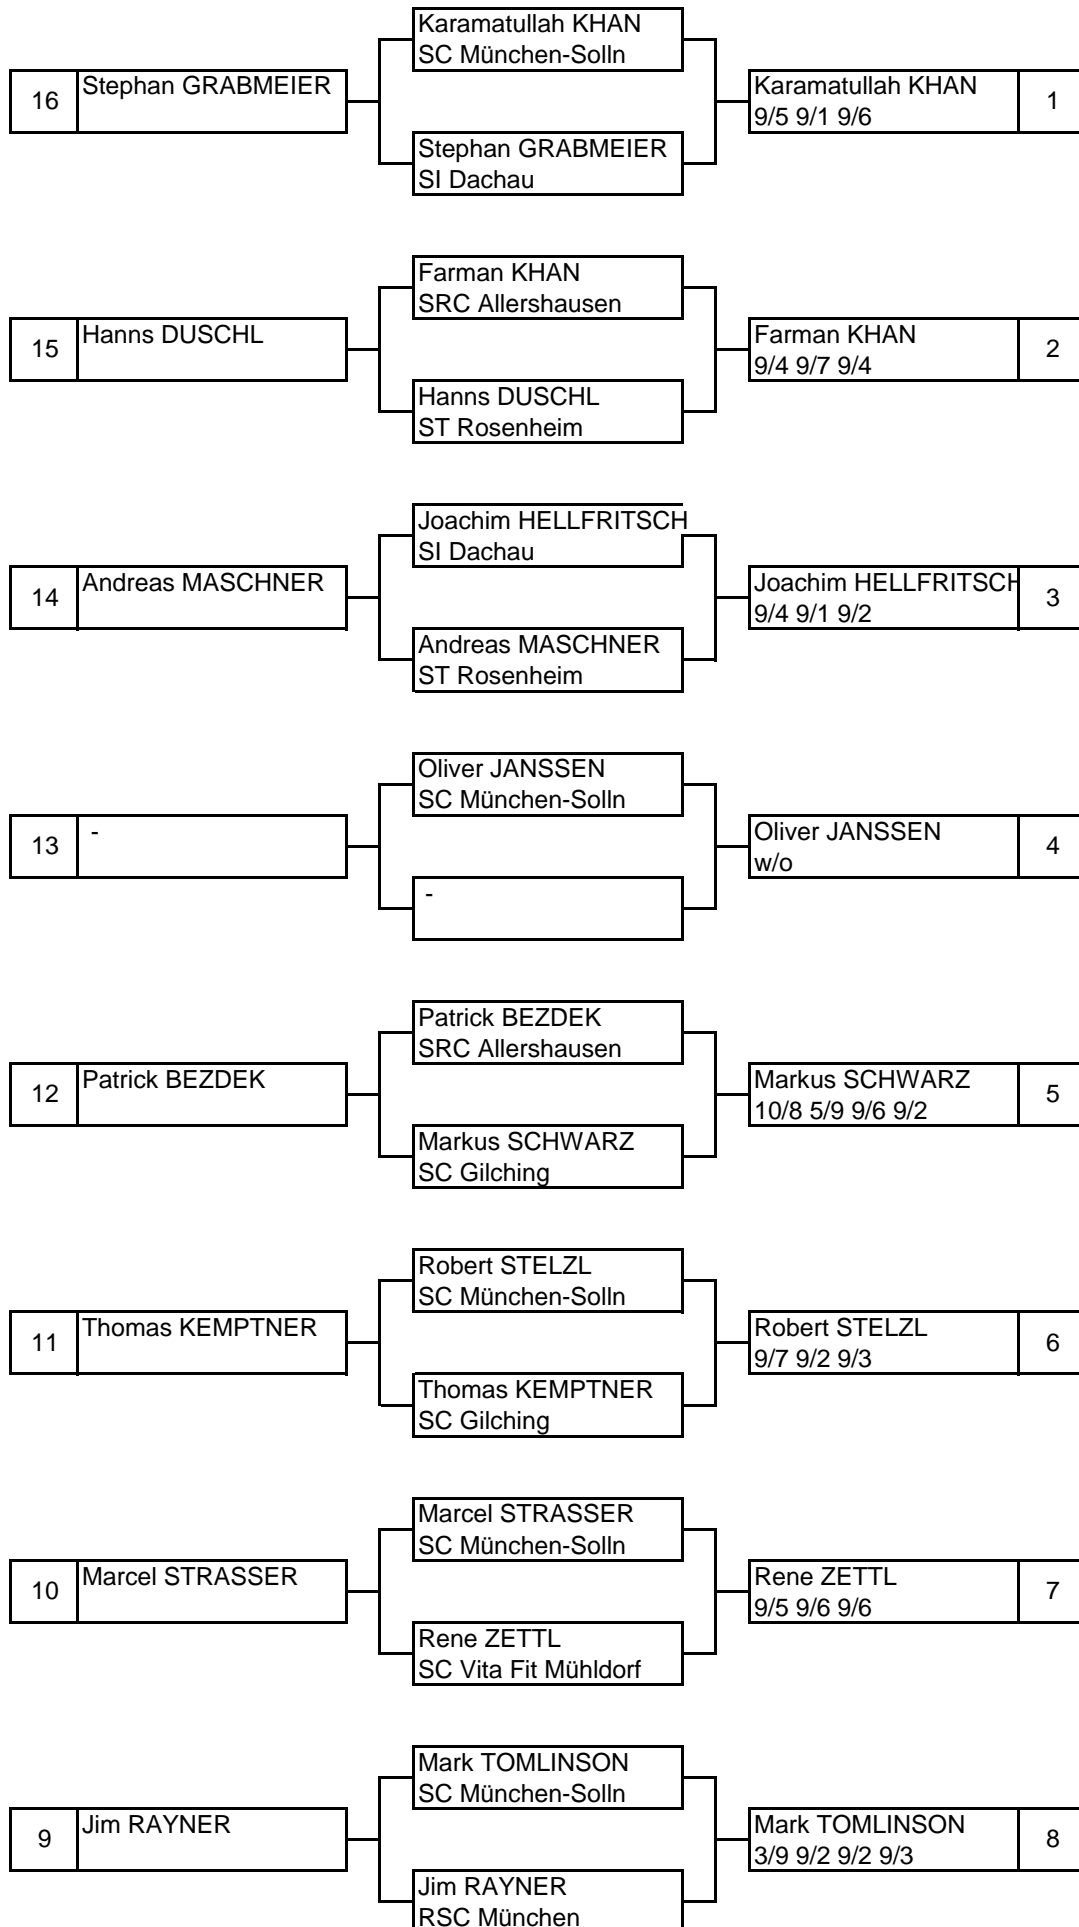 Karamatullah KHAN
SC München-Solln
16
Stephan GRABMEIER
Karamatullah KHAN
9/5 9/1 9/6
1
Stephan GRABMEIER
SI Dachau
Farman KHAN
SRC Allershausen
15
Hanns DUSCHL
Farman KHAN
9/4 9/7 9/4
2
Hanns DUSCHL
ST Rosenheim
Joachim HELLFRITSCH
SI Dachau
14
Andreas MASCHNER
Joachim HELLFRITSCH
9/4 9/1 9/2
3
Andreas MASCHNER
ST Rosenheim
Oliver JANSSEN
SC München-Solln
13
-
Oliver JANSSEN
w/o
4
-
Patrick BEZDEK
SRC Allershausen
12
Patrick BEZDEK
Markus SCHWARZ
10/8 5/9 9/6 9/2
5
Markus SCHWARZ
SC Gilching
Robert STELZL
SC München-Solln
11
Thomas KEMPTNER
Robert STELZL
9/7 9/2 9/3
6
Thomas KEMPTNER
SC Gilching
Marcel STRASSER
SC München-Solln
10
Marcel STRASSER
Rene ZETTL
9/5 9/6 9/6
7
Rene ZETTL
SC Vita Fit Mühldorf
Mark TOMLINSON
SC München-Solln
9
Jim RAYNER
Mark TOMLINSON
3/9 9/2 9/2 9/3
8
Jim RAYNER
RSC München